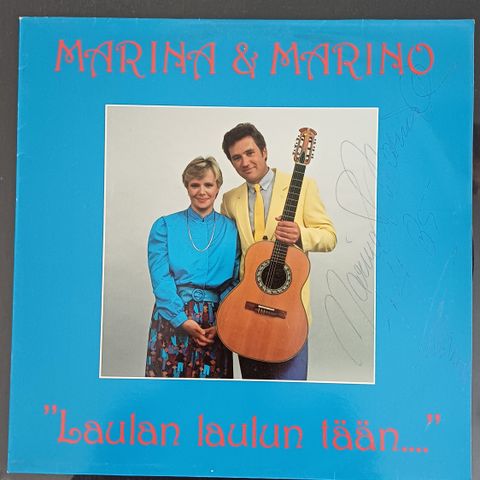 MARINA & MARINO
"Laulan laulun tään...."